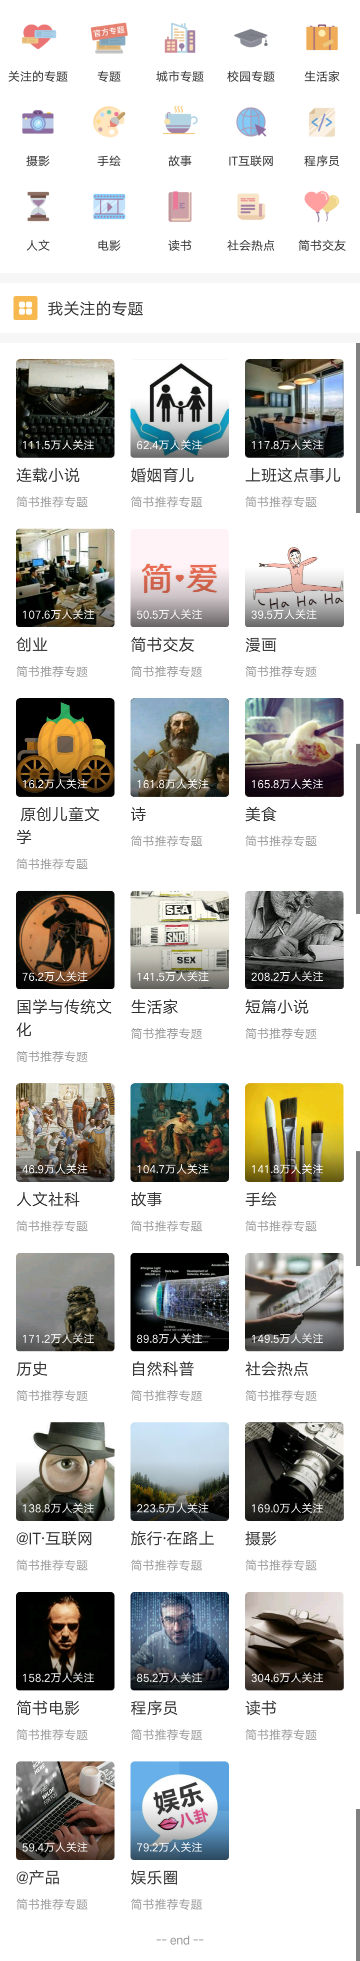 官方专题
关注的专题 专题 城市专题 校园专题 生活家
摄影 手绘 故事 IT互联网 程序员
人文 电影 读书 社会热点 简书交友
我关注的专题
111.5万人关注 62.4万人关注 117.8万人关注
连载小说 婚姻育儿 上班这点事儿
简书推荐专题 简书推荐专题 简书推荐专题
简·爱
Ha Ha Ha
107.6万人关注 50.5万人关注 39.5万人关注
创业 简书交友 漫画
简书推荐专题 简书推荐专题 简书推荐专题
16.2万人关注 161.8万人关注 165.8万人关注
原创儿童文 诗 美食
学
简书推荐专题 简书推荐专题
简书推荐专题
SEA
SND
SEX
76.2万人关注 141.5万人关注 208.2万人关注
国学与传统文 生活家 短篇小说
化
简书推荐专题 简书推荐专题
简书推荐专题
46.9万人关注 104.7万人关注 141.8万人关注
人文社科 故事 手绘
简书推荐专题 简书推荐专题 简书推荐专题
171.2万人关注 89.8万人关注 149.5万人关注
历史 自然科普 社会热点
简书推荐专题 简书推荐专题 简书推荐专题
138.8万人关注 223.5万人关注 169.0万人关注
@IT·互联网 旅行·在路上 摄影
简书推荐专题 简书推荐专题 简书推荐专题
158.2万人关注 85.2万人关注 304.6万人关注
简书电影 程序员 读书
简书推荐专题 简书推荐专题 简书推荐专题
娱乐
八卦
59.4万人关注 79.2万人关注
@产品 娱乐圈
简书推荐专题 简书推荐专题
-- end --